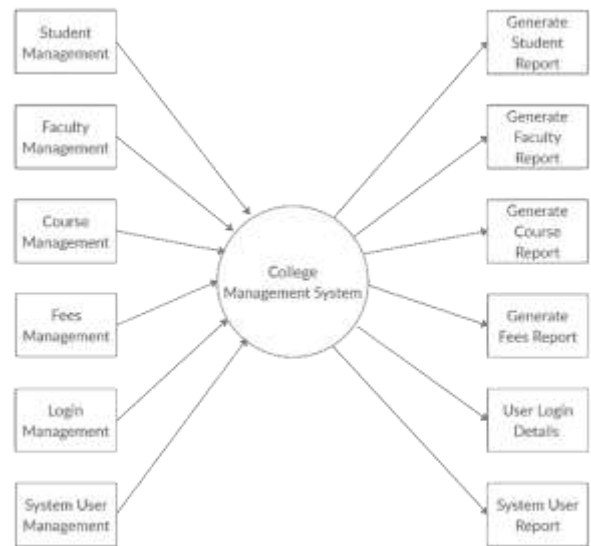 Student
Management
Faculty
Management
Course
Management
Fees
Management
Login
Management
System User
Management
College
Management System
Generate
Student
Report
Generate
Faculty
Report
Generate
Course
Report
Generate
Fees Report
User Login
Details
System User
Report